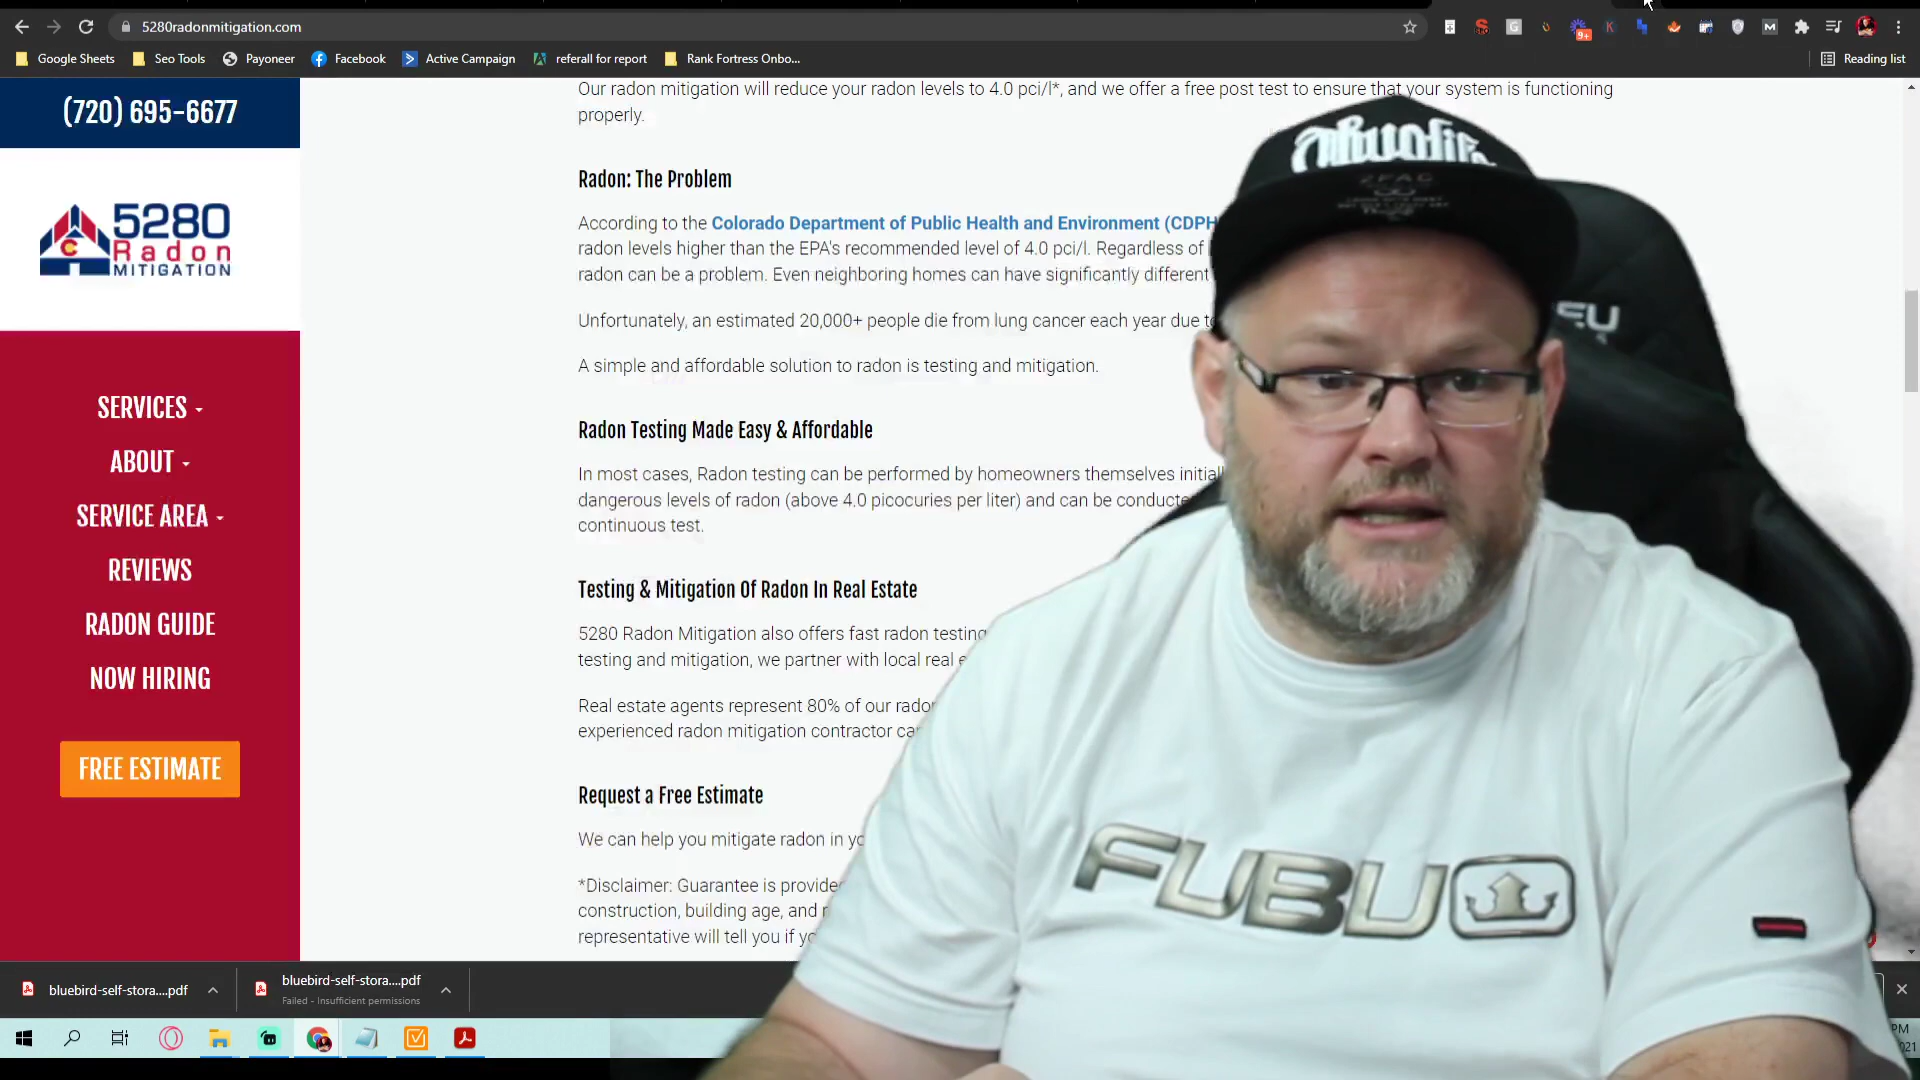 5280radonmitigation.com
Google Sheets
Seo Tools
Payoneer
Facebook
Active Campaign
referall for report
Rank Fortress Onbo...
Reading list
(720) 695-6677
5280
Radon
MITIGATION
SERVICES
ABOUT
SERVICE AREA
REVIEWS
RADON GUIDE
NOW HIRING
FREE ESTIMATE
Our radon mitigation will reduce your radon levels to 4.0 pci/l*, and we offer a free post test to ensure that your system is functioning
properly.
Radon: The Problem
According to the Colorado Department of Public Health and Environment (CDPH
radon levels higher than the EPA's recommended level of 4.0 pci/l. Regardless of
radon can be a problem. Even neighboring homes can have significantly different
Unfortunately, an estimated 20,000+ people die from lung cancer each year due
A simple and affordable solution to radon is testing and mitigation.
Radon Testing Made Easy & Affordable
In most cases, Radon testing can be performed by homeowners themselves
dangerous levels of radon (above 4.0 picocuries per liter) and can be
continuous test.
Testing & Mitigation Of Radon In Real Estate
5280 Radon Mitigation also offers fast radon testing
testing and mitigation, we partner with local real
Real estate agents represent 80% of our
experienced radon mitigation contractor
Request a Free Estimate
We can help you mitigate radon in
*Disclaimer: Guarantee is
construction, building age, and
representative will tell you if
FUBU
bluebird-self-stora....pdf
bluebird-self-stora....pdf
Failed - Insufficient permissions
9+
PM